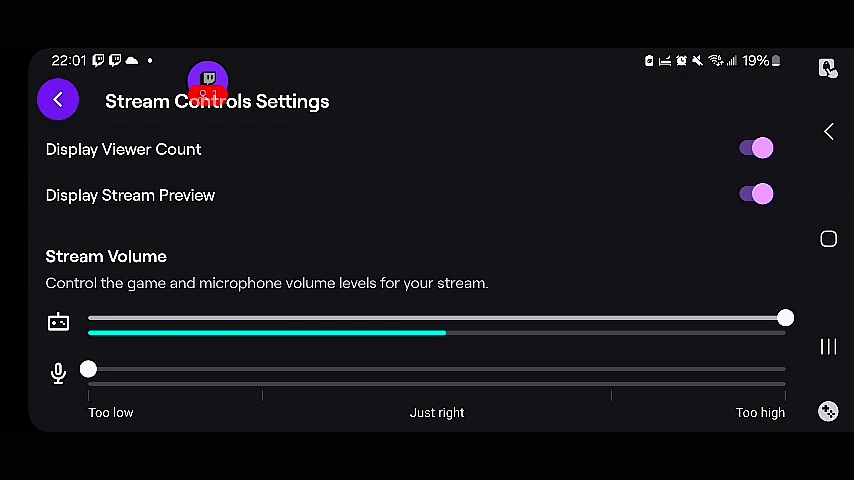 22:01
19%
1
Stream Controls Settings
Display Viewer Count
Display Stream Preview
Stream Volume
Control the game and microphone volume levels for your stream.
Too low
Just right
Too high